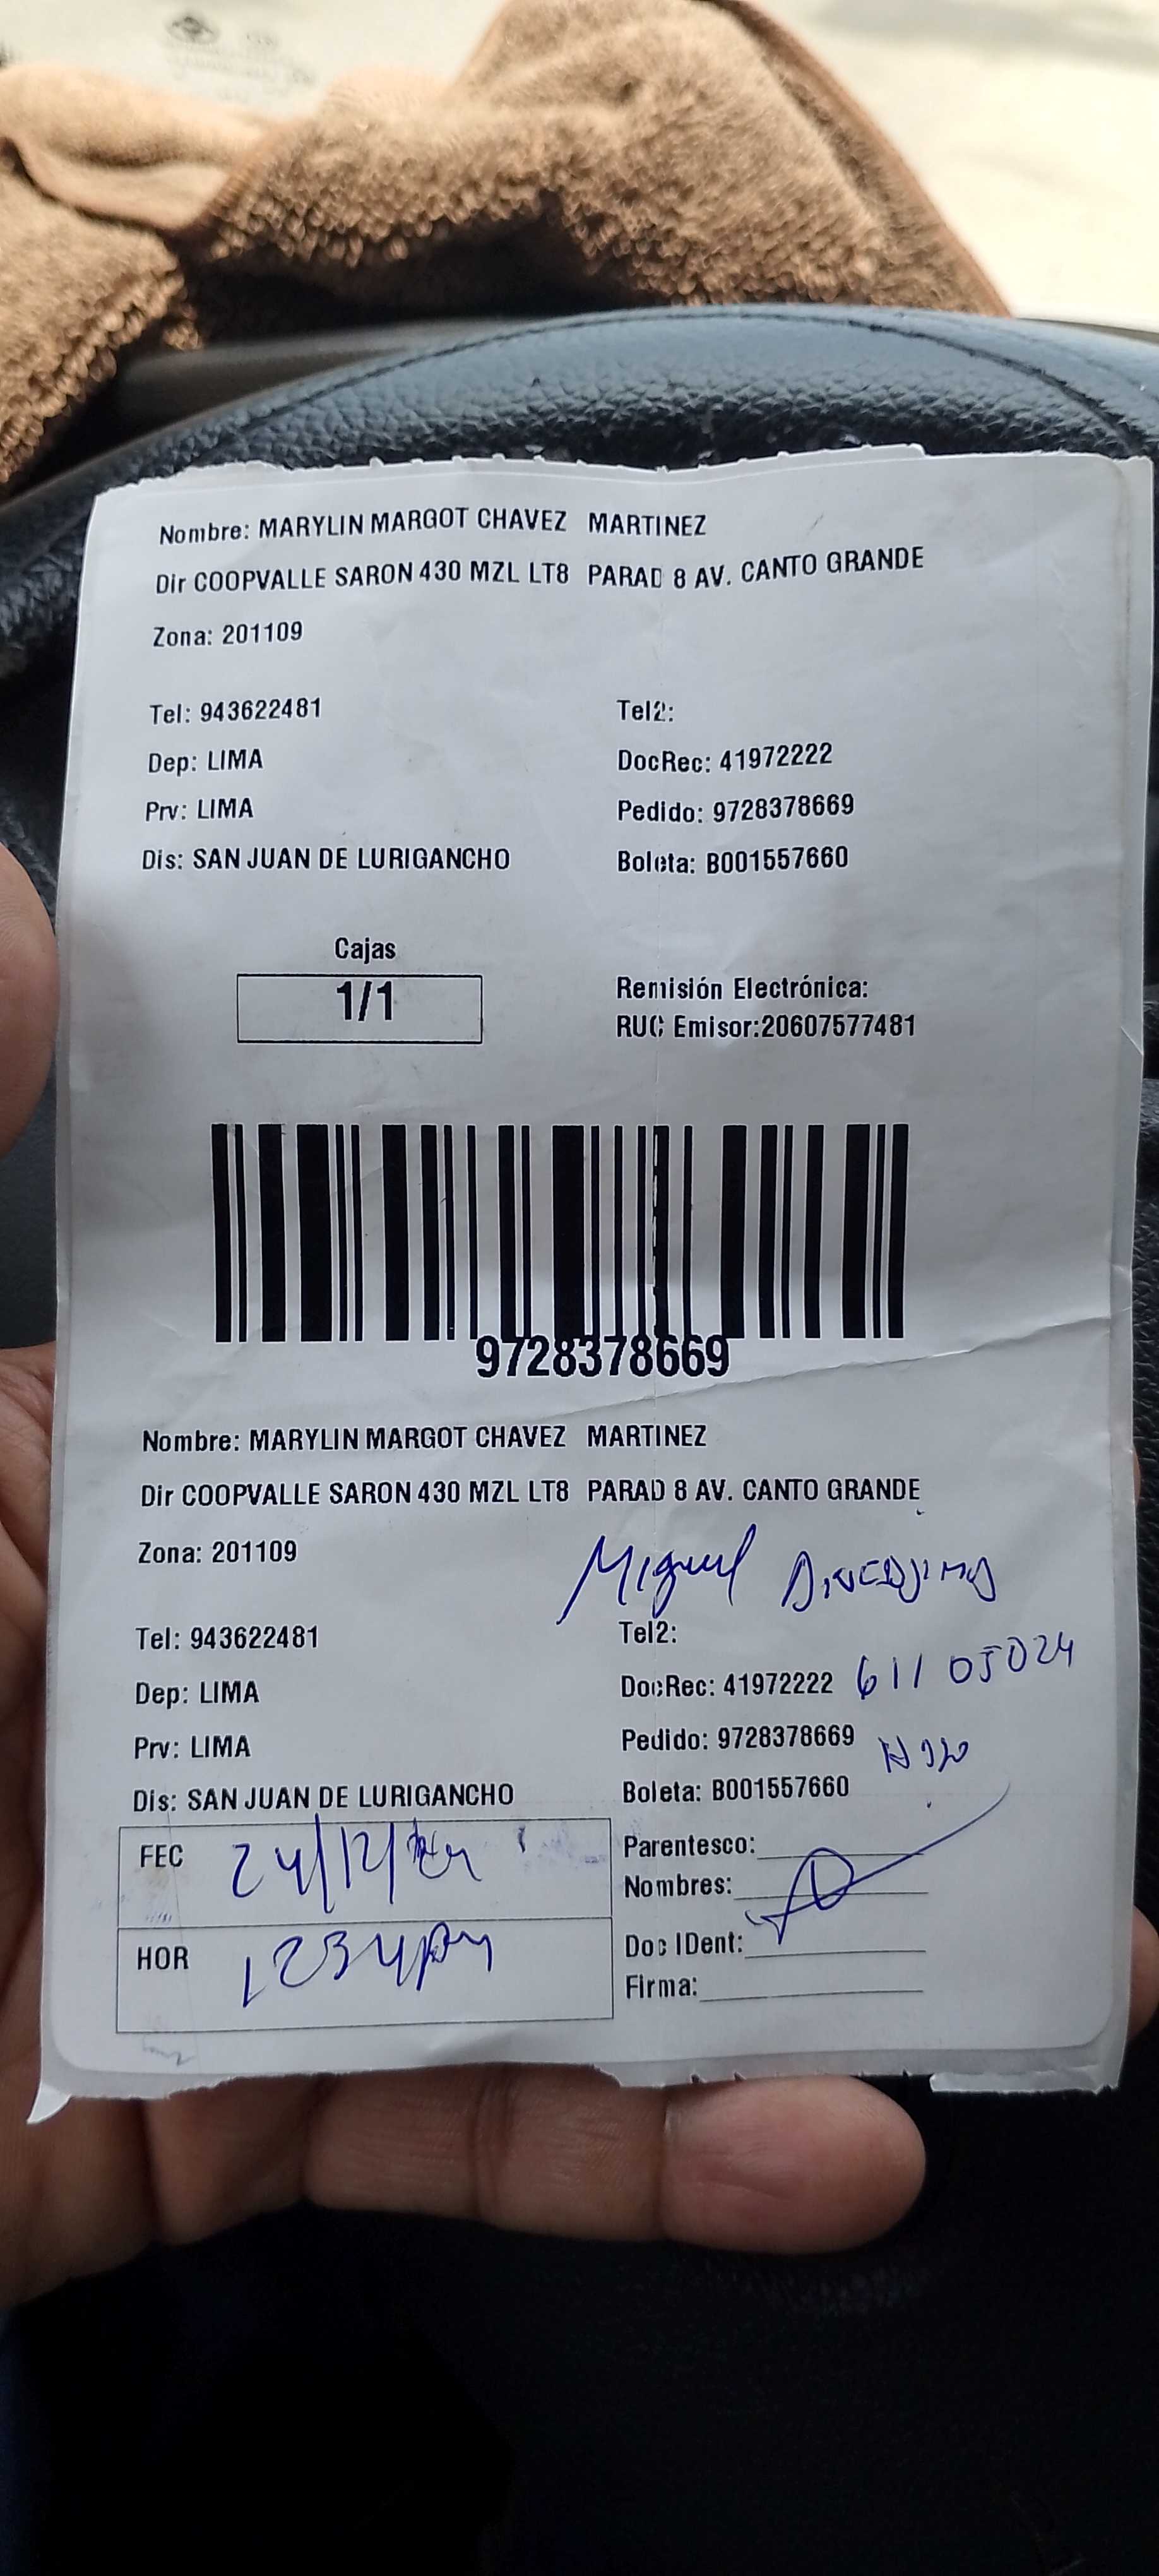 Nombre: MARYLIN MARGOT CHAVEZ MARTINEZ
Dir COOPVALLE SARON 430 MZL LT8 PARAD 8 AV. CANTO GRANDE
Zona: 201109
Tel: 943622481 Tel2:
Dep: LIMA DocRec: 41972222
Prv: LIMA Pedido: 9728378669
Dis: SAN JUAN DE LURIGANCHO Boleta: B001557660
Cajas
1/1
Remisión Electrónica:
RUC Emisor:20607577481
9728378669
Nombre: MARYLIN MARGOT CHAVEZ MARTINEZ
Dir COOPVALLE SARON 430 MZL LT8 PARAD 8 AV. CANTO GRANDE
Zona: 201109
Miguel
Tel: 943622481 Tel2:
Dep: LIMA DocRec: 41972222 61105024
Prv: LIMA Pedido: 9728378669
Dis: SAN JUAN DE LURIGANCHO Boleta: B001557660
FEC 24/12/ Parentesco:
Nombres:
HOR 1234pm Doc IDent:
Firma: